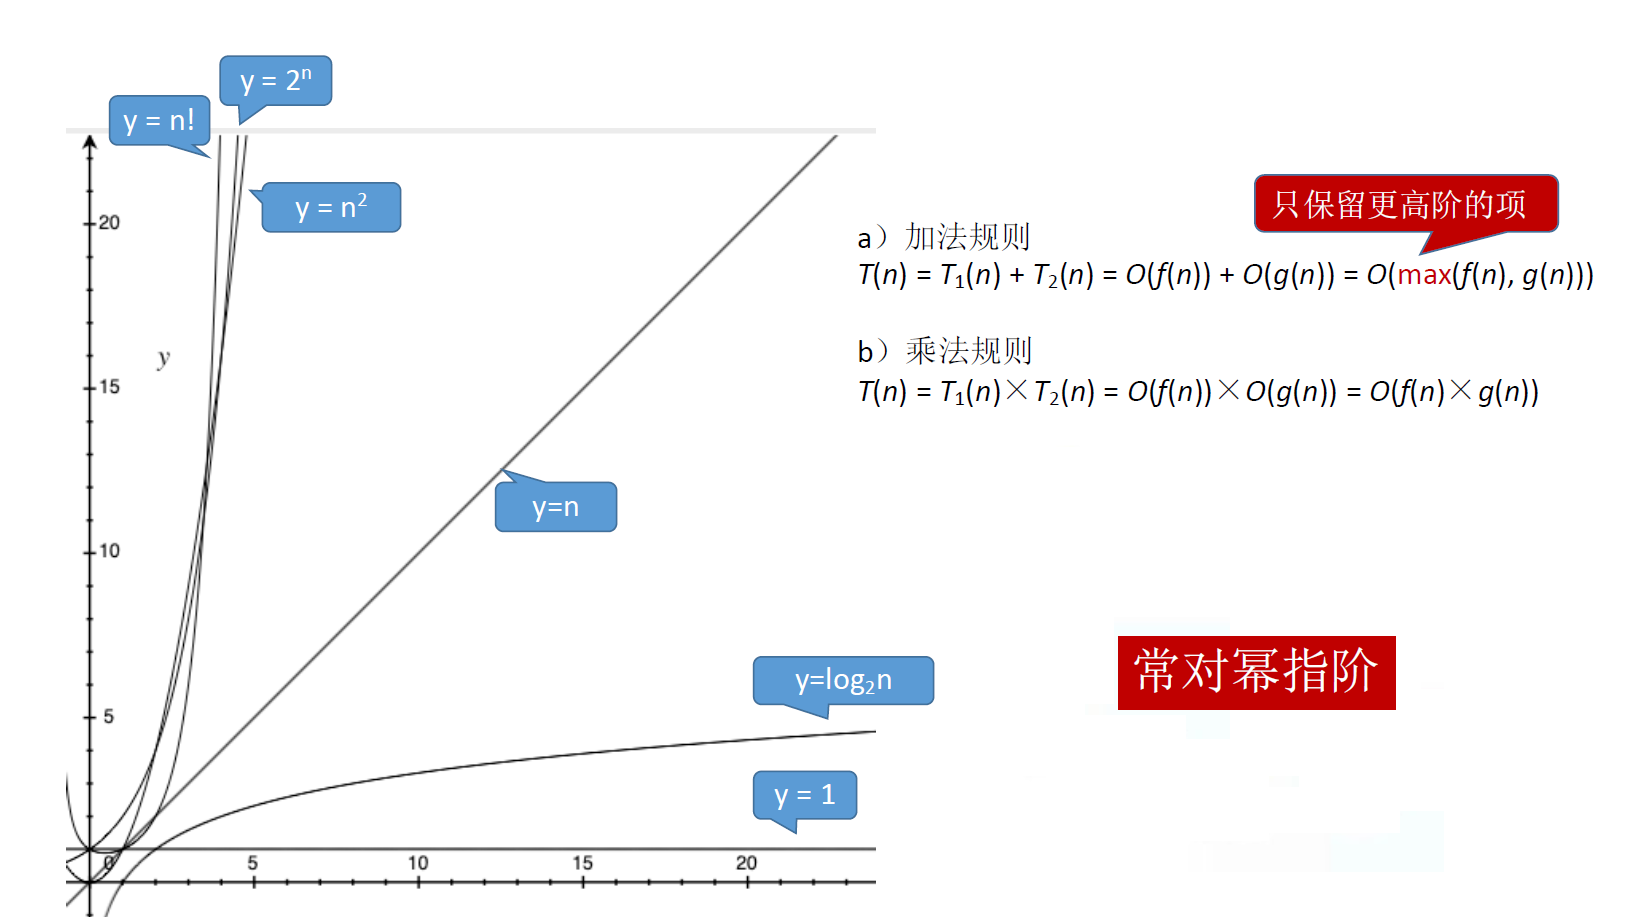 y = 2ⁿ
y = n!
y = n²
20
y
15
10
5
y=n
y=log₂n
y = 1
0
5
10
15
20
只保留更高阶的项
a）加法规则
T(n) = T₁(n) + T₂(n) = O(f(n)) + O(g(n)) = O(max(f(n), g(n)))
b）乘法规则
T(n) = T₁(n)×T₂(n) = O(f(n))×O(g(n)) = O(f(n)×g(n))
常对幂指阶